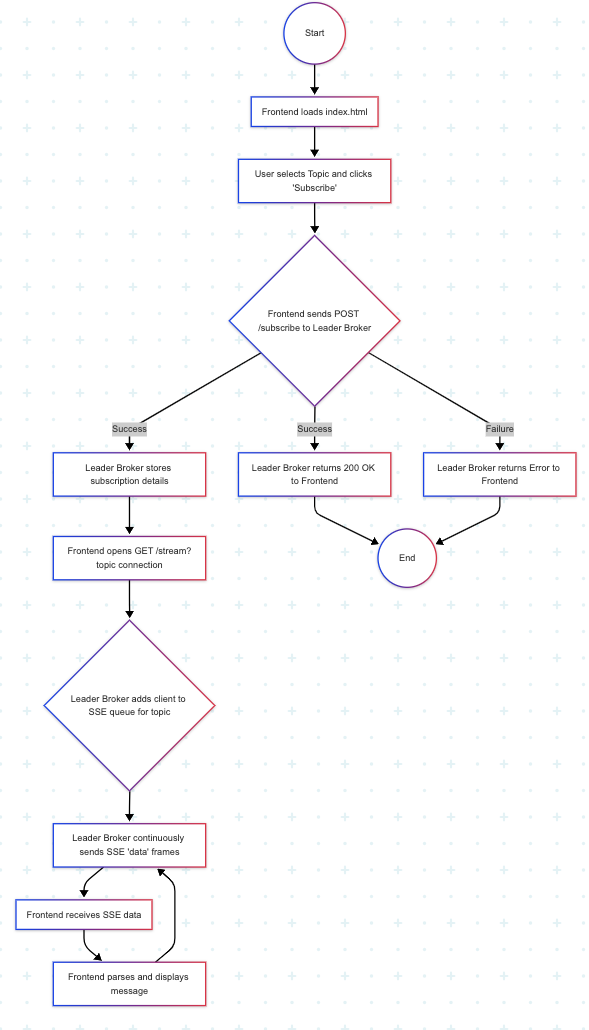 Start
Frontend loads index.html
User selects Topic and clicks
'Subscribe'
Frontend sends POST
/subscribe to Leader Broker
Success
Success
Failure
Leader Broker stores
subscription details
Leader Broker returns 200 OK
to Frontend
Leader Broker returns Error to
Frontend
Frontend opens GET /stream?
topic connection
End
Leader Broker adds client to
SSE queue for topic
Leader Broker continuously
sends SSE 'data' frames
Frontend receives SSE data
Frontend parses and displays
message